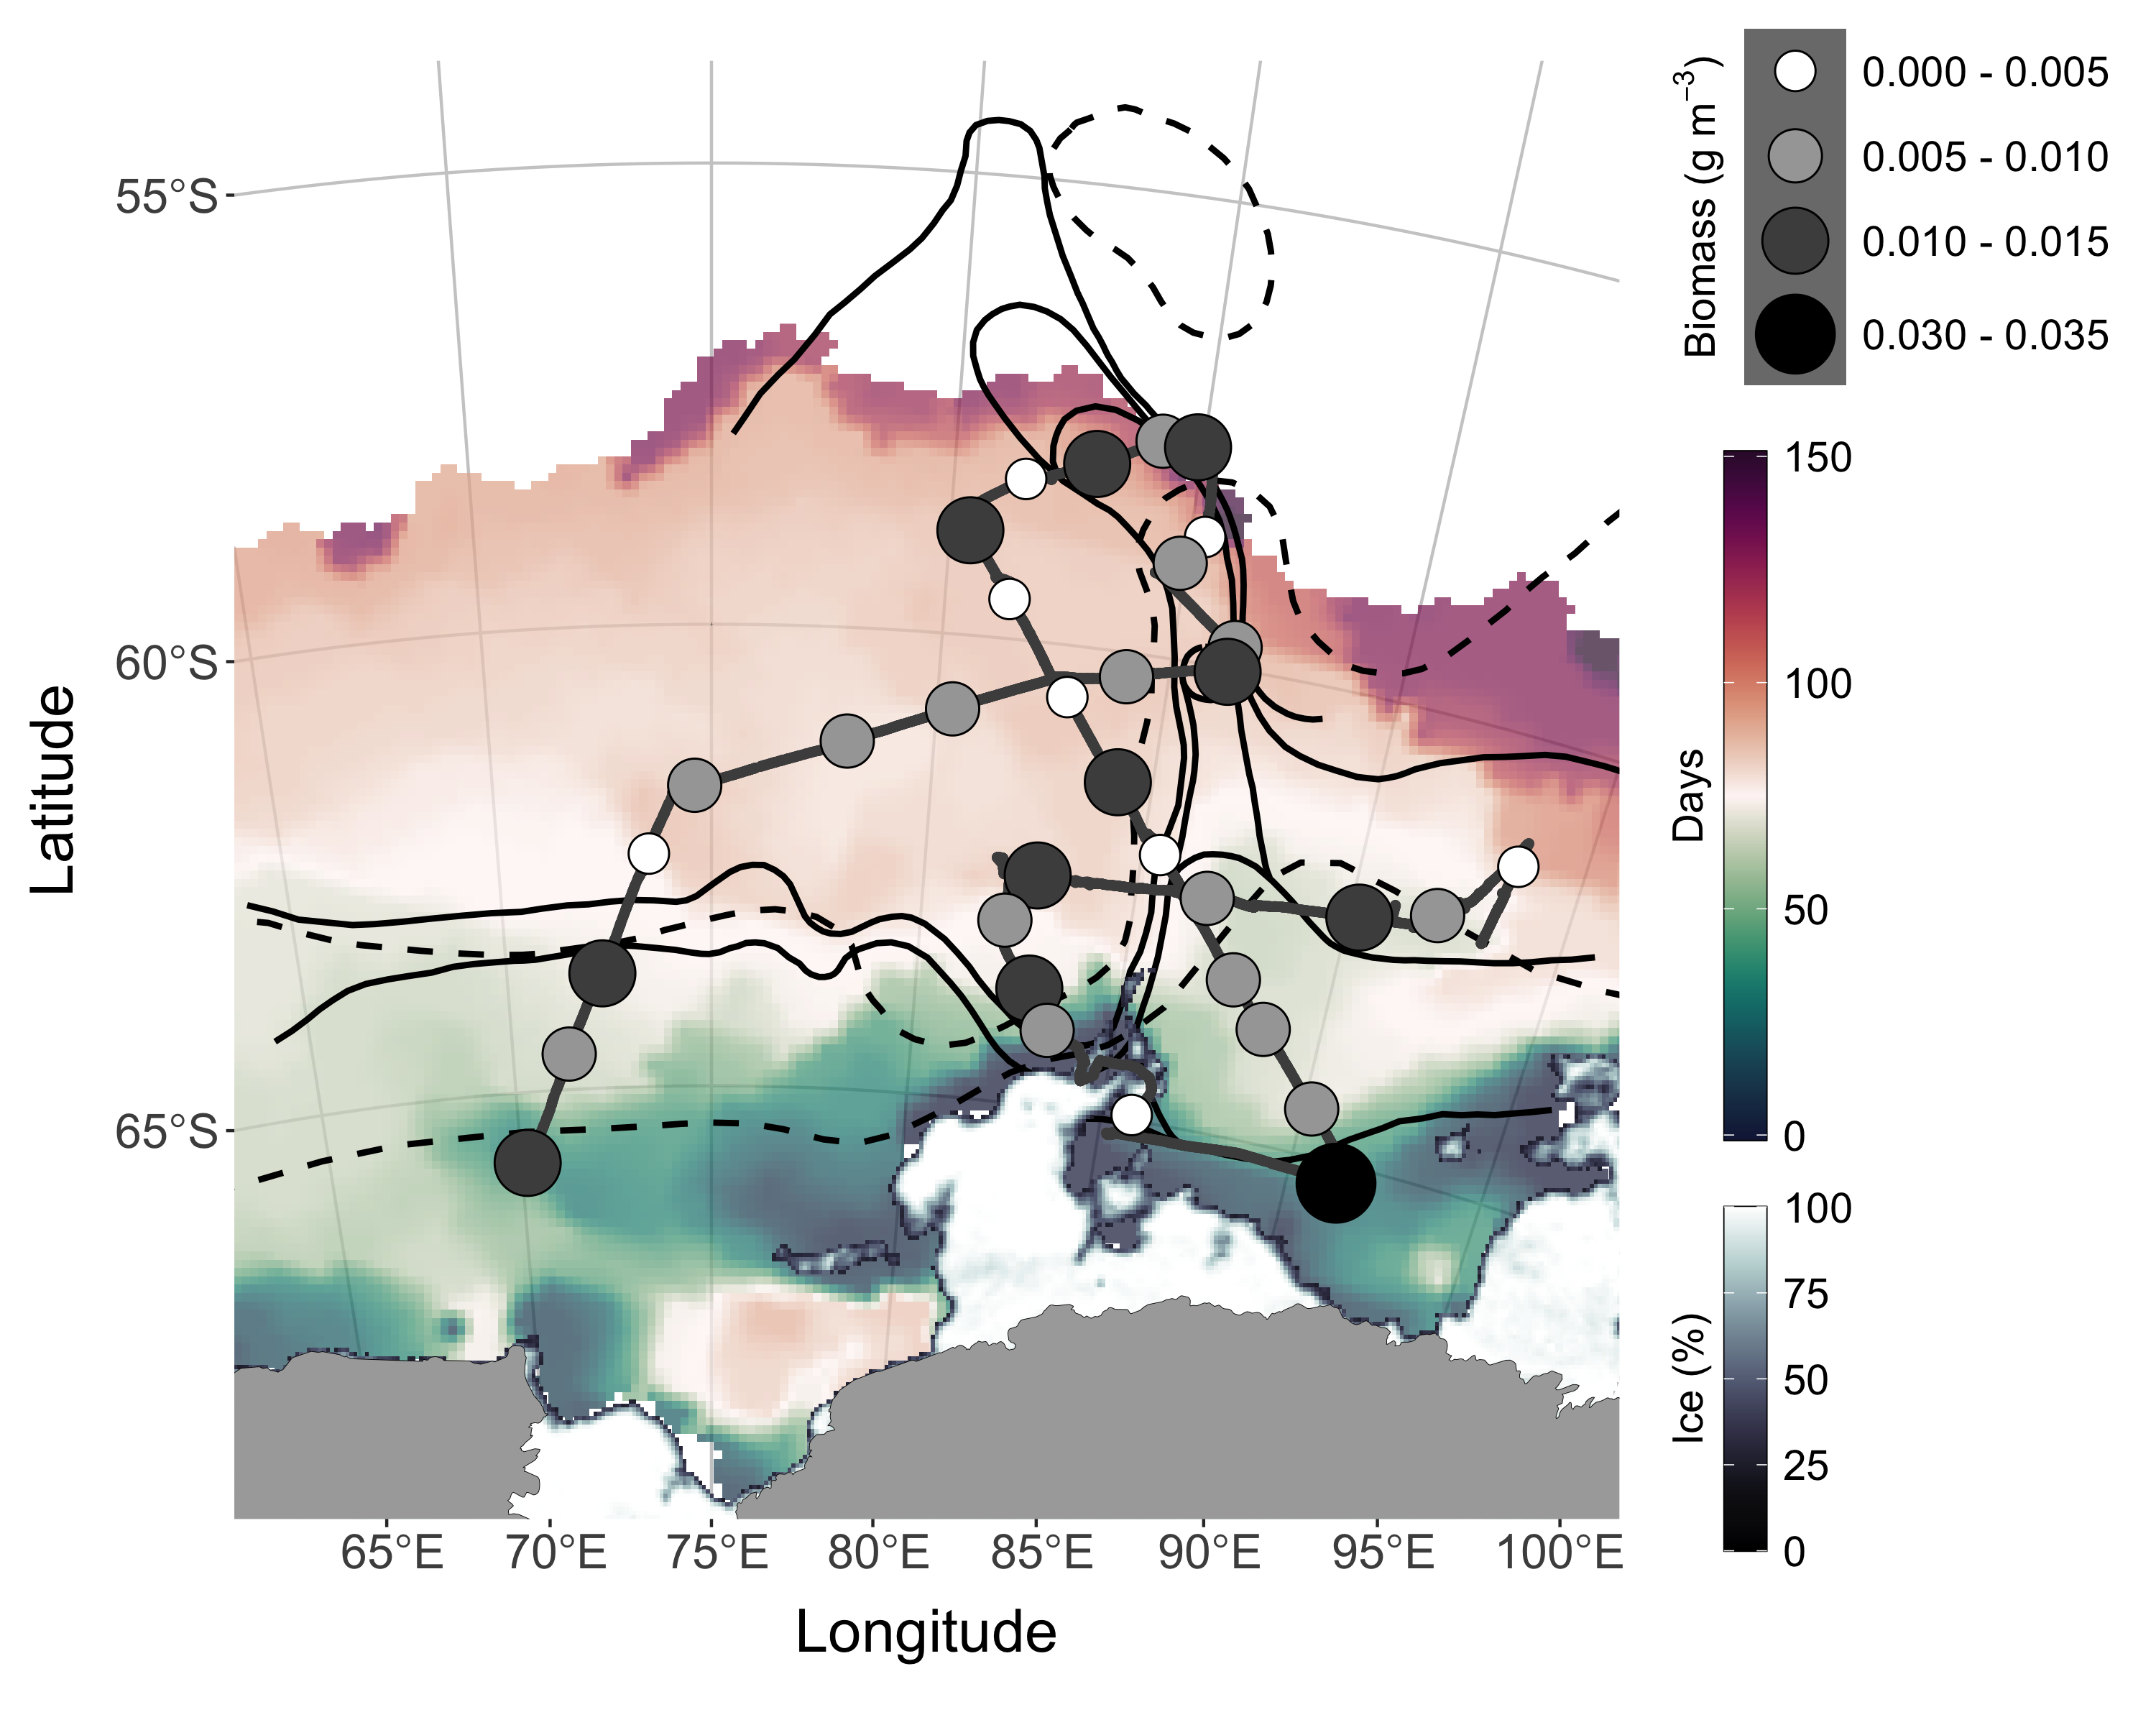 55°S
60°S
65°S
Latitude
65°E 70°E 75°E 80°E 85°E 90°E 95°E 100°E
Longitude
Biomass (g m⁻³)
0.000 - 0.005
0.005 - 0.010
0.010 - 0.015
0.030 - 0.035
Days
150
100
50
0
Ice (%)
100
75
50
25
0